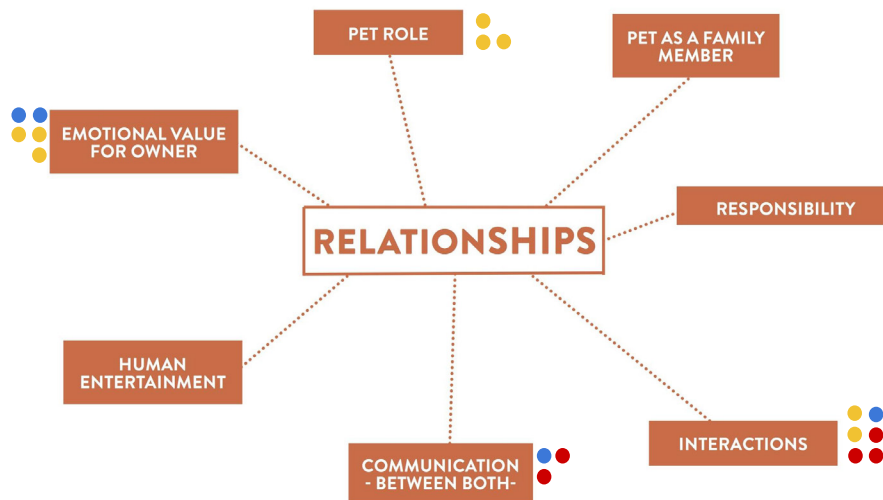 PET ROLE
PET AS A FAMILY
MEMBER
EMOTIONAL VALUE
FOR OWNER
RESPONSIBILITY
RELATIONSHIPS
HUMAN
ENTERTAINMENT
INTERACTIONS
COMMUNICATION
- BETWEEN BOTH-